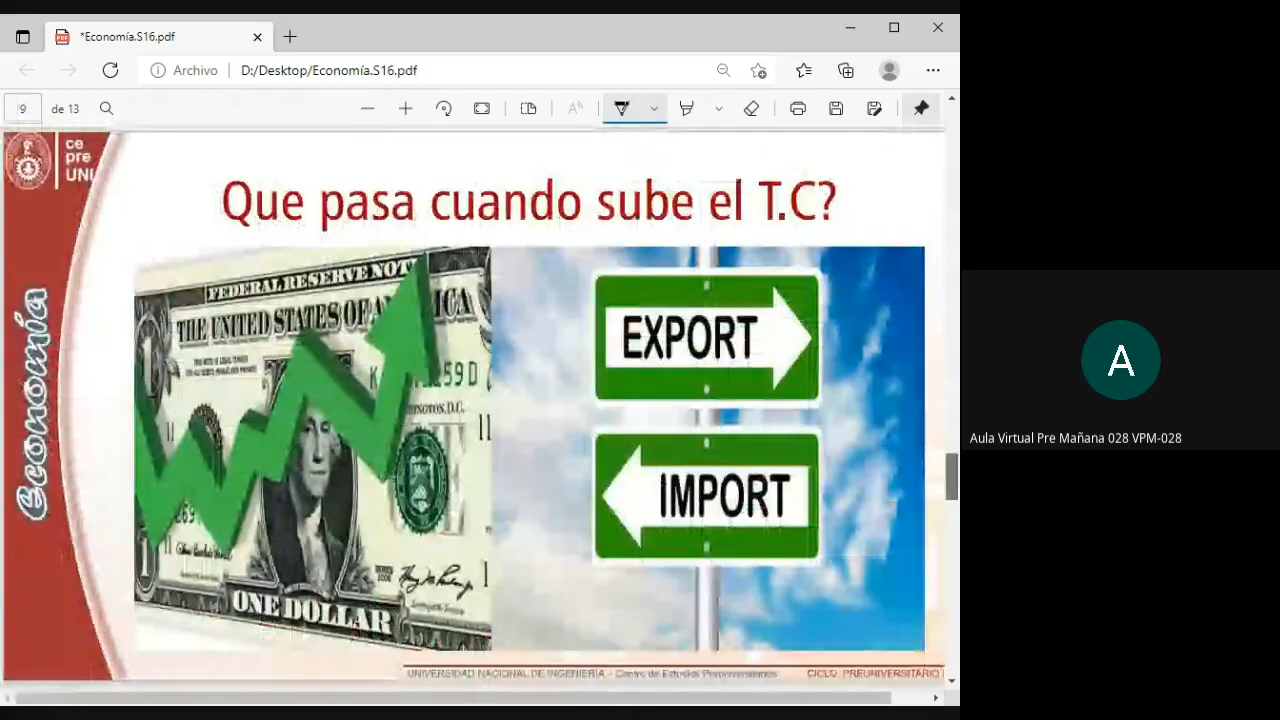 *Economía.S16.pdf
Archivo
D:/Desktop/Economía.S16.pdf
9 de 13
ce
pre
UNI
Que pasa cuando sube el T.C?
Economía
FEDERAL RESERVE NOTE
THE UNITED STATES OF AMERICA
ONE DOLLAR
EXPORT
IMPORT
UNIVERSIDAD NACIONAL DE INGENIERÍA - Centro de Estudios Preuniversitarios
CICLO PREUNIVERSITARIO
A
Aula Virtual Pre Mañana 028 VPM-028